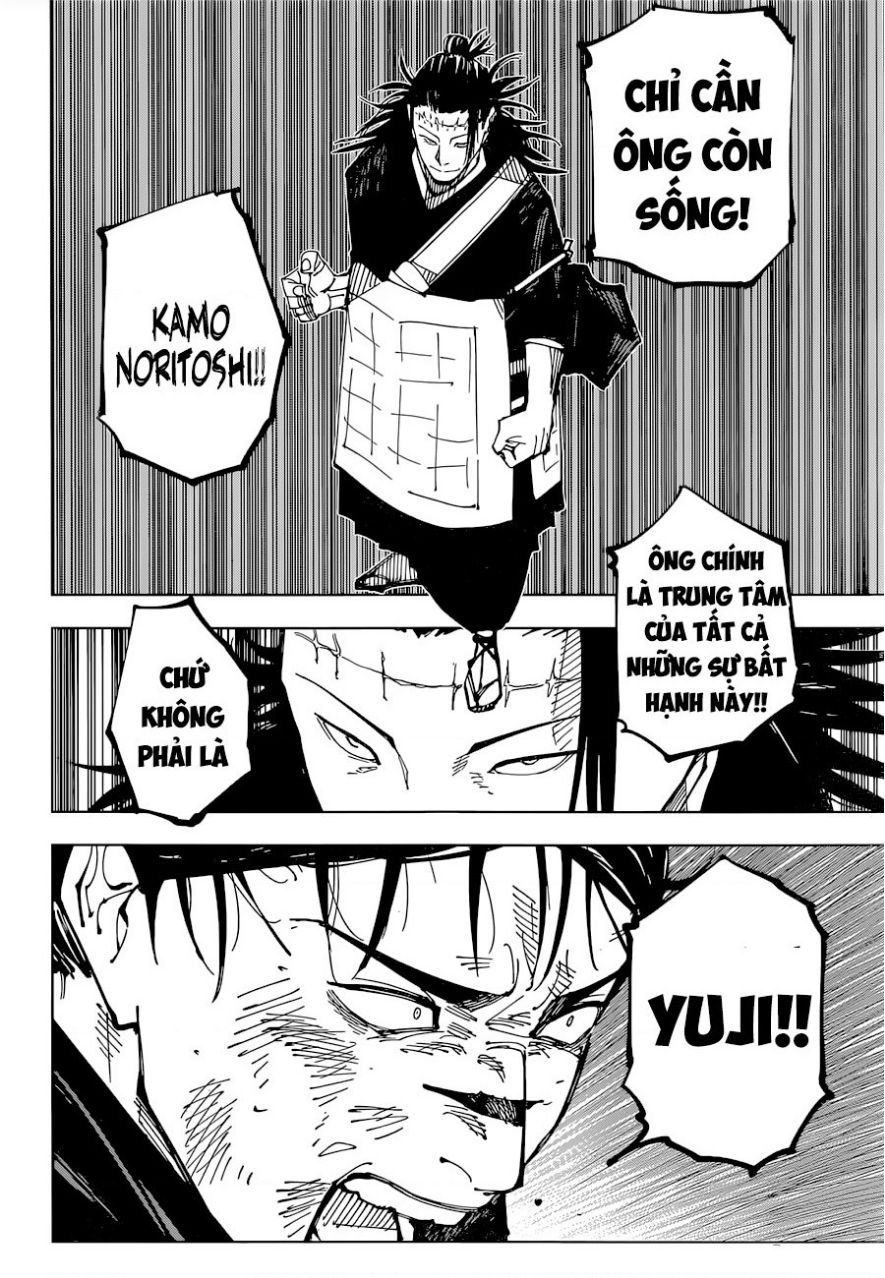 CHỈ CẦN
ÔNG CÒN
SỐNG!
KAMO
NORITOSHI!!
ÔNG CHÍNH
LÀ TRUNG TÂM
CỦA TẤT CẢ
NHỮNG SỰ BẤT
HẠNH NÀY!!
CHỨ
KHÔNG
PHẢI LÀ
YUJI!!